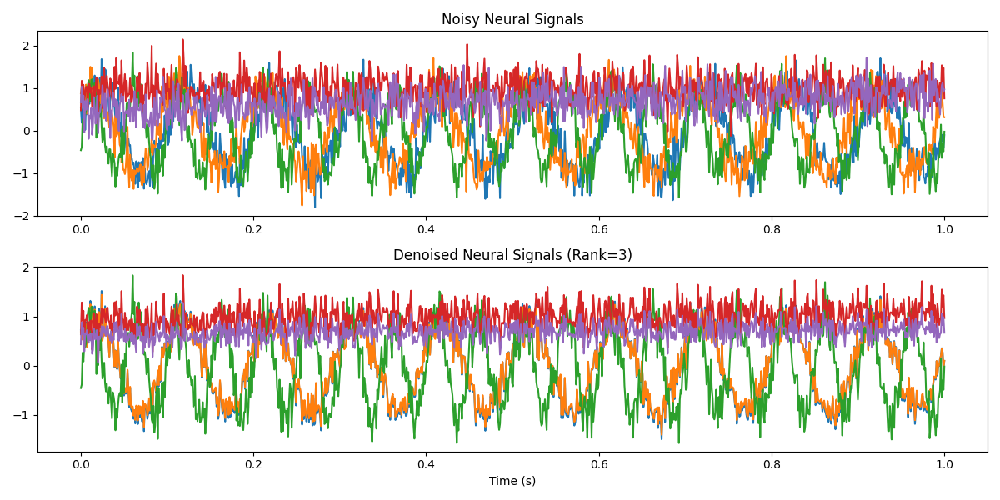 Noisy Neural Signals
2
1
0
−1
−2
0.0 0.2 0.4 0.6 0.8 1.0
Denoised Neural Signals (Rank=3)
2
1
0
−1
0.0 0.2 0.4 0.6 0.8 1.0
Time (s)